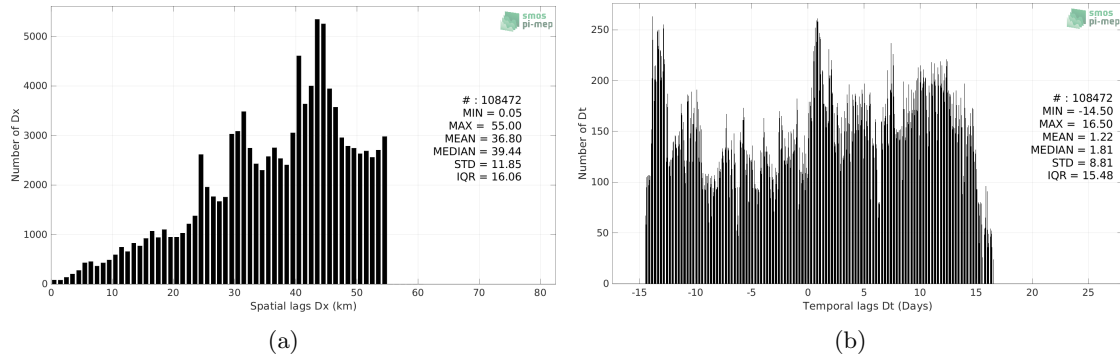 smos
pi-mep
Number of Dx
5000
4000
3000
2000
1000
0
# : 108472
MIN = 0.05
MAX = 55.00
MEAN = 36.80
MEDIAN = 39.44
STD = 11.85
IQR = 16.06
0 10 20 30 40 50 60 70 80
Spatial lags Dx (km)
(a)
smos
pi-mep
Number of Dt
275
250
200
150
100
50
0
# : 108472
MIN = -14.50
MAX = 16.50
MEAN = 1.22
MEDIAN = 1.81
STD = 8.81
IQR = 15.48
-15 -10 -5 0 5 10 15 20 25
Temporal lags Dt (Days)
(b)